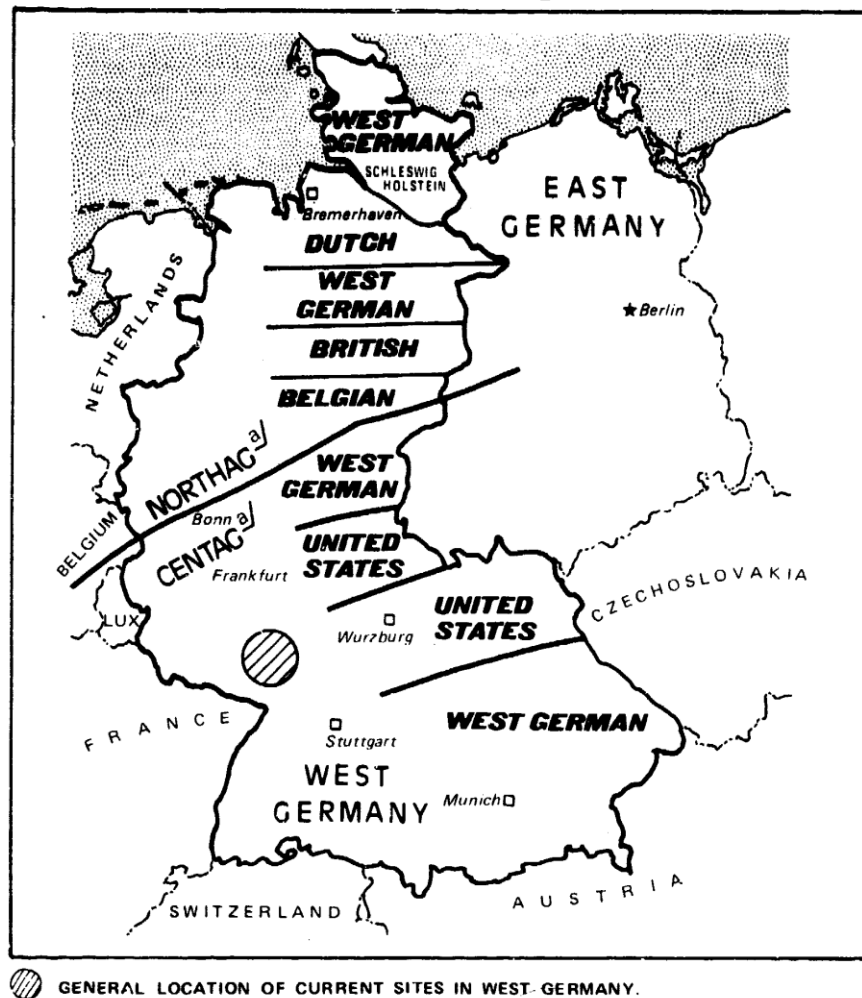 WEST
GERMAN
SCHLESWIG
HOLSTEIN
EAST
GERMANY
Bremerhaven
DUTCH
NETHERLANDS
WEST
GERMAN
★Berlin
BRITISH
BELGIAN
NORTHAG a/
WEST
GERMAN
BELGIUM
Bonn
CENTAG a/
UNITED
STATES
Frankfurt
CZECHOSLOVAKIA
LUX
UNITED
STATES
Wurzburg
FRANCE
WEST GERMAN
Stuttgart
WEST
GERMANY
Munich
AUSTRIA
SWITZERLAND
GENERAL LOCATION OF CURRENT SITES IN WEST GERMANY.